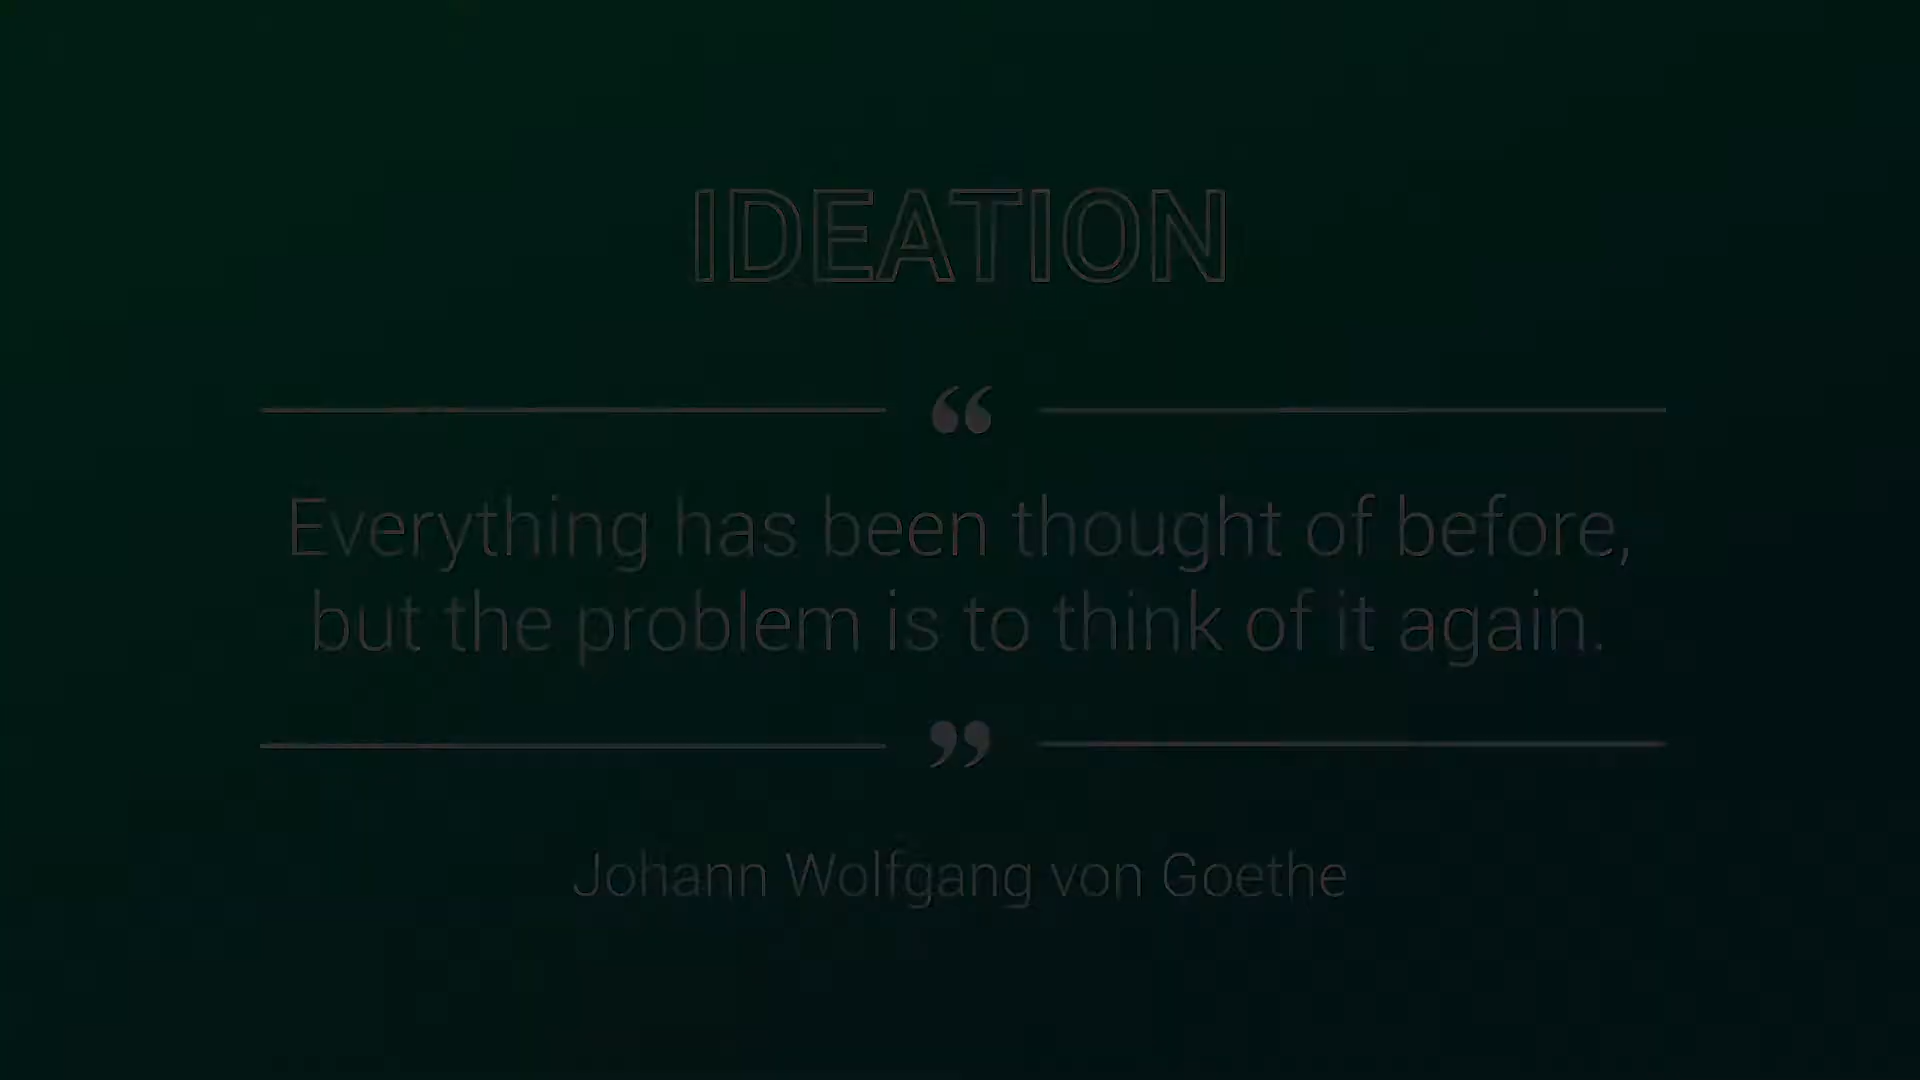 IDEATION
“
Everything has been thought of before,
but the problem is to think of it again.
”
Johann Wolfgang von Goethe